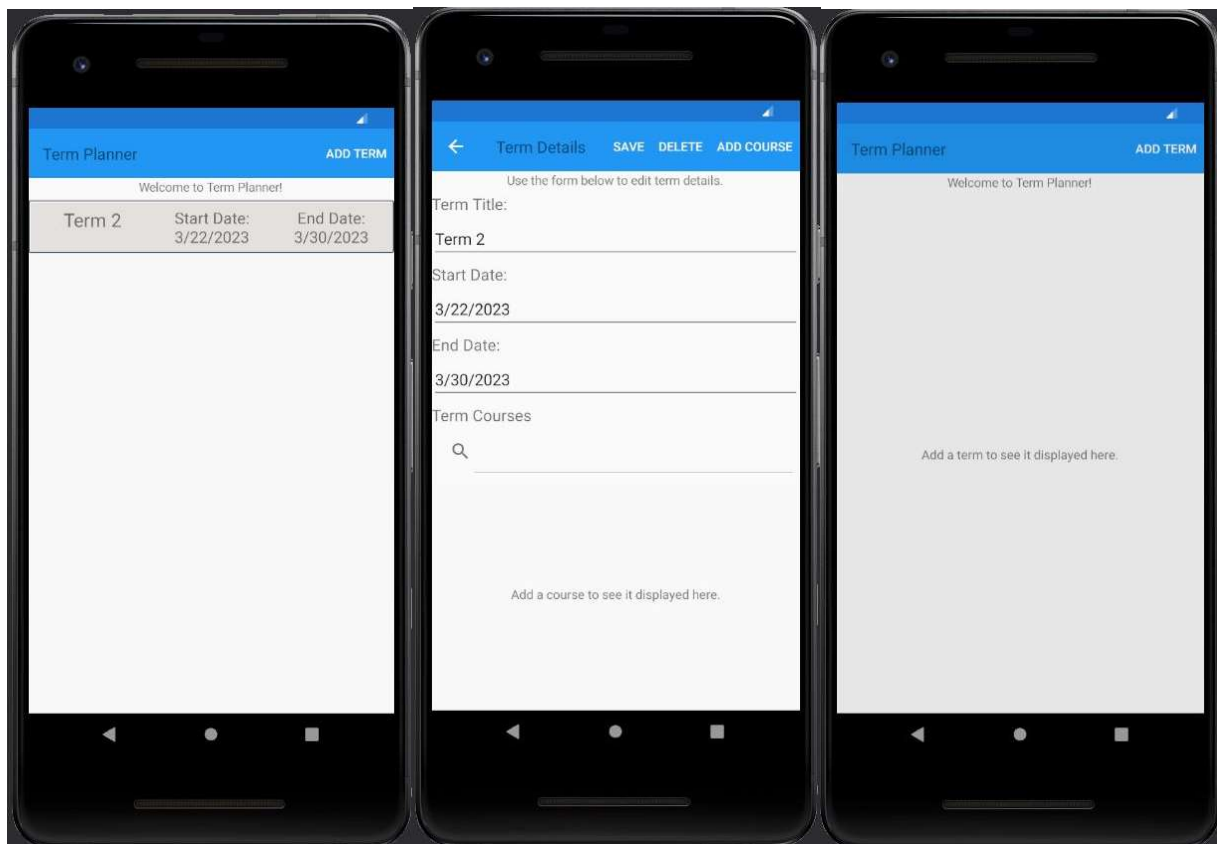 Term Planner
ADD TERM
Welcome to Term Planner!
Term 2
Start Date:
3/22/2023
End Date:
3/30/2023
Term Details
SAVE
DELETE
ADD COURSE
Use the form below to edit term details.
Term Title:
Term 2
Start Date:
3/22/2023
End Date:
3/30/2023
Term Courses
Add a course to see it displayed here.
Term Planner
ADD TERM
Welcome to Term Planner!
Add a term to see it displayed here.